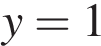 y = 1